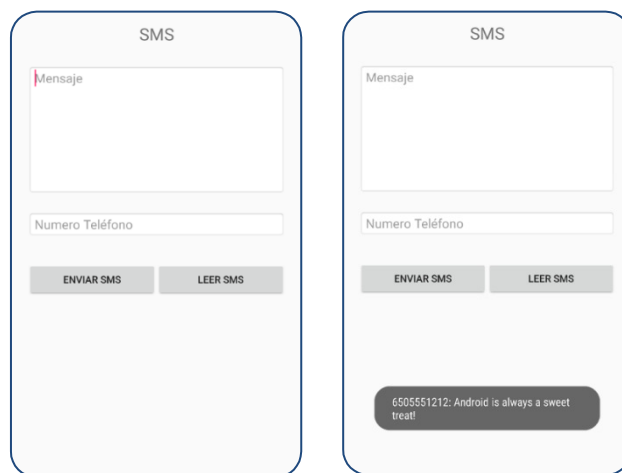 SMS
Mensaje
Numero Teléfono
ENVIAR SMS LEER SMS
SMS
Mensaje
Numero Teléfono
ENVIAR SMS LEER SMS
6505551212: Android is always a sweet
treat!